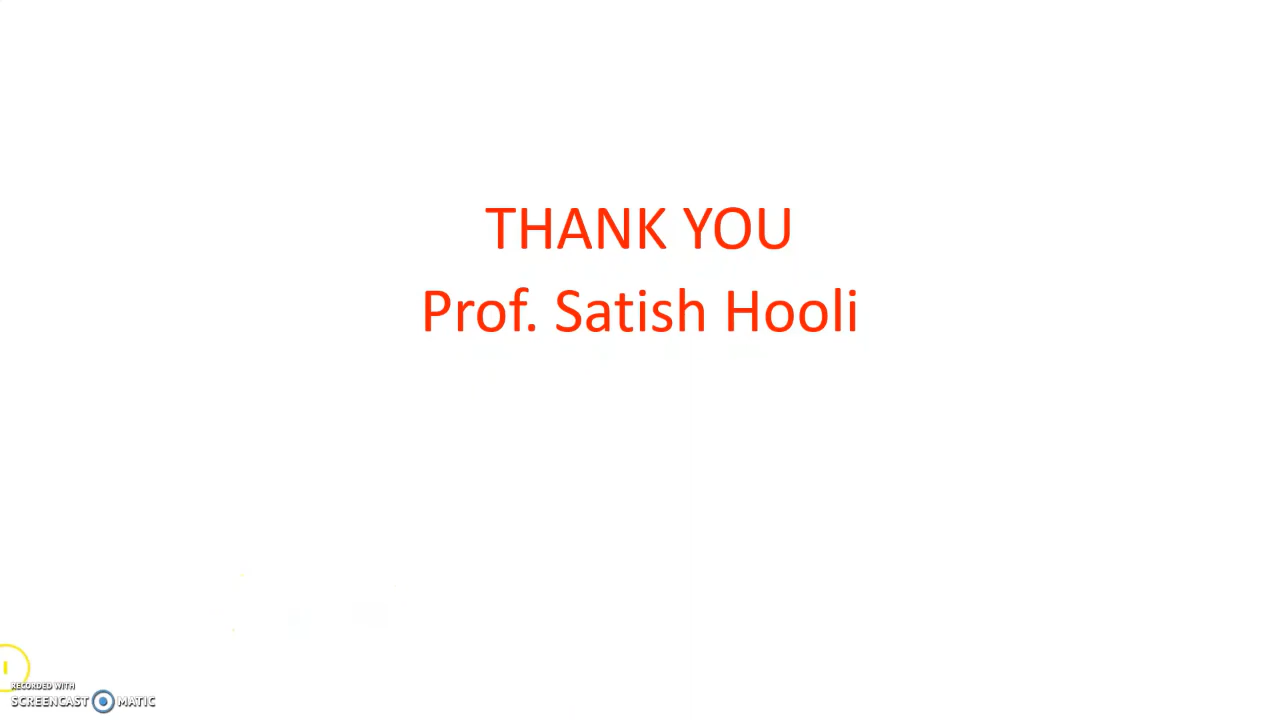 THANK YOU
Prof. Satish Hooli
RECORDED WITH
SCREENCAST MATIC